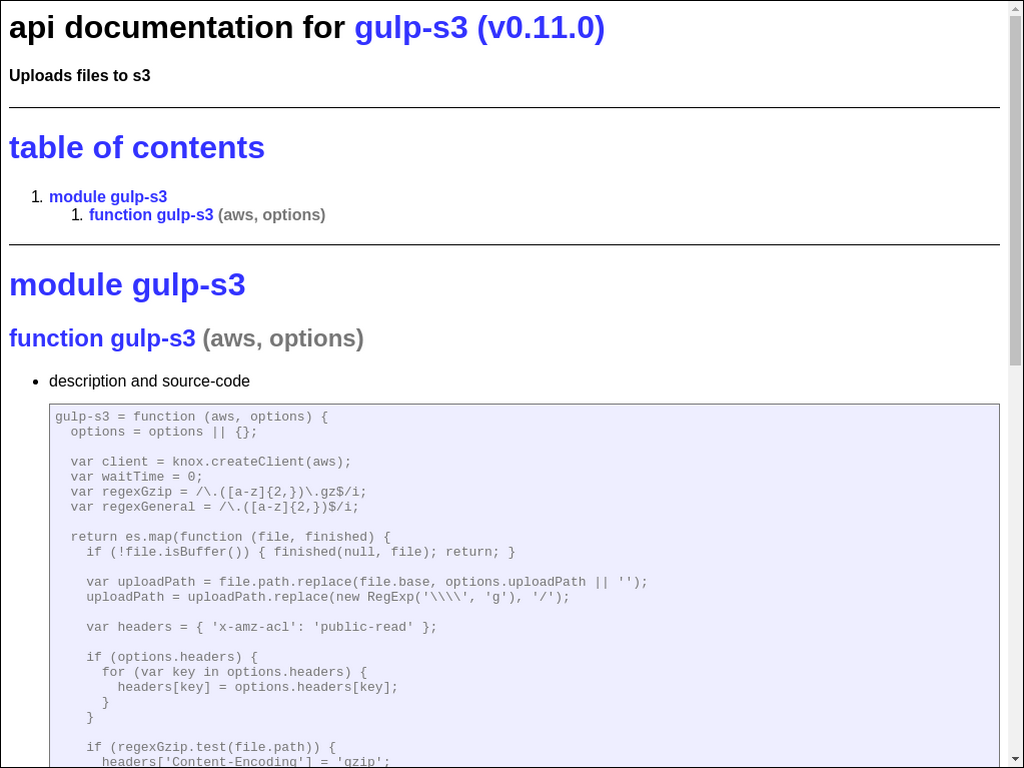 api documentation for gulp-s3 (v0.11.0)
Uploads files to s3
table of contents
1. module gulp-s3
1. function gulp-s3 (aws, options)
module gulp-s3
function gulp-s3 (aws, options)
• description and source-code
gulp-s3 = function (aws, options) {
  options = options || {};
  var client = knox.createClient(aws);
  var waitTime = 0;
  var regexGzip = /\.([a-z]{2,})\.gz$/i;
  var regexGeneral = /\.([a-z]{2,})$/i;
  return es.map(function (file, finished) {
    if (!file.isBuffer()) { finished(null, file); return; }
    var uploadPath = file.path.replace(file.base, options.uploadPath || '');
    uploadPath = uploadPath.replace(new RegExp('\\\\', 'g'), '/');
    var headers = { 'x-amz-acl': 'public-read' };
    if (options.headers) {
      for (var key in options.headers) {
        headers[key] = options.headers[key];
      }
    }
    if (regexGzip.test(file.path)) {
      headers['Content-Encoding'] = 'gzip';